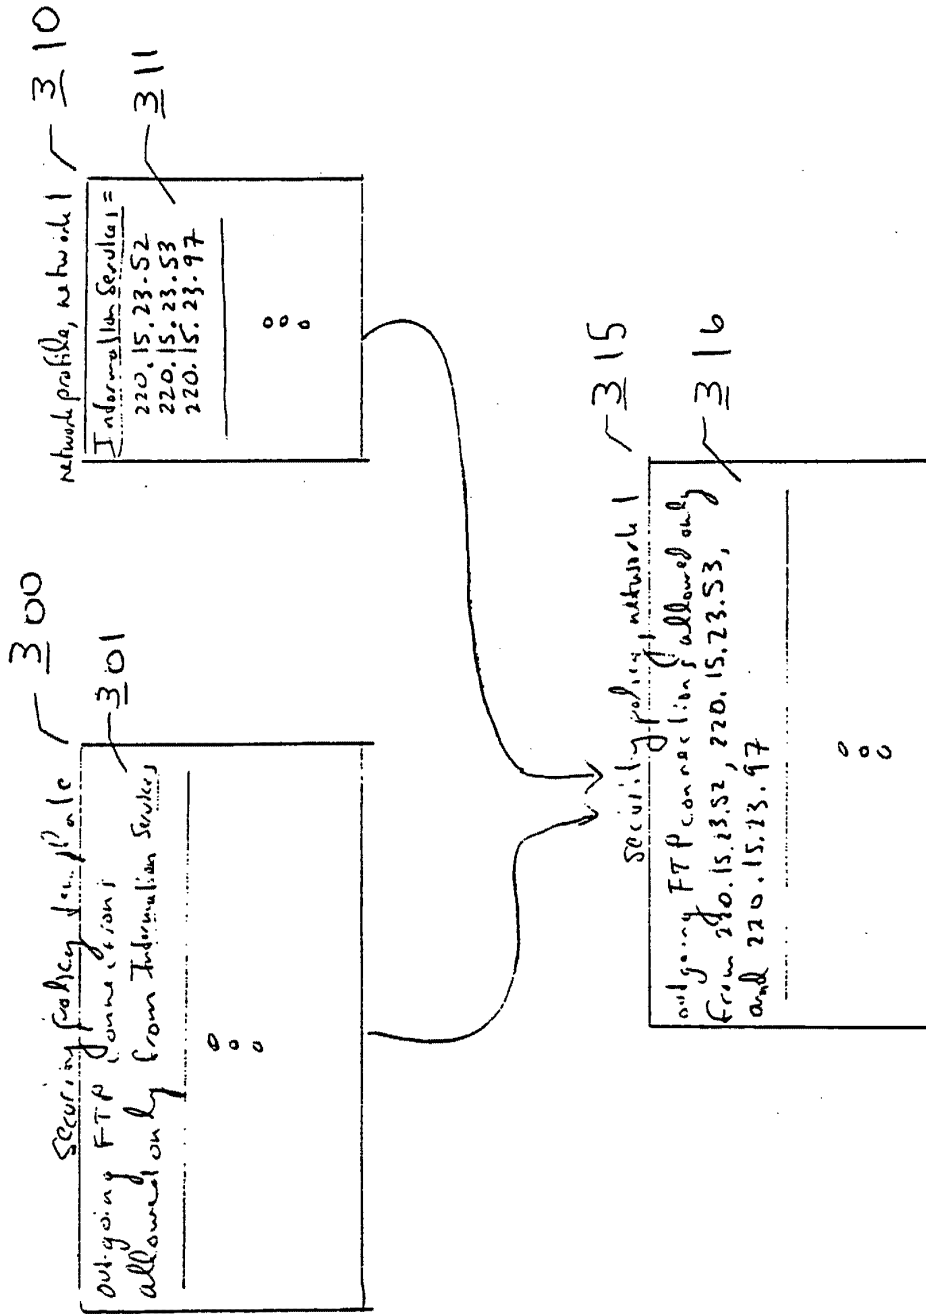 security policy template
300
outgoing FTP connections
allowed only from Information Services
301
network profile, network 1
310
Information Services =
220.15.23.52
220.15.23.53
220.15.23.97
311
security policy, network 1
315
outgoing FTP connections allowed only
from 220.15.23.52, 220.15.23.53,
and 220.15.23.97
316